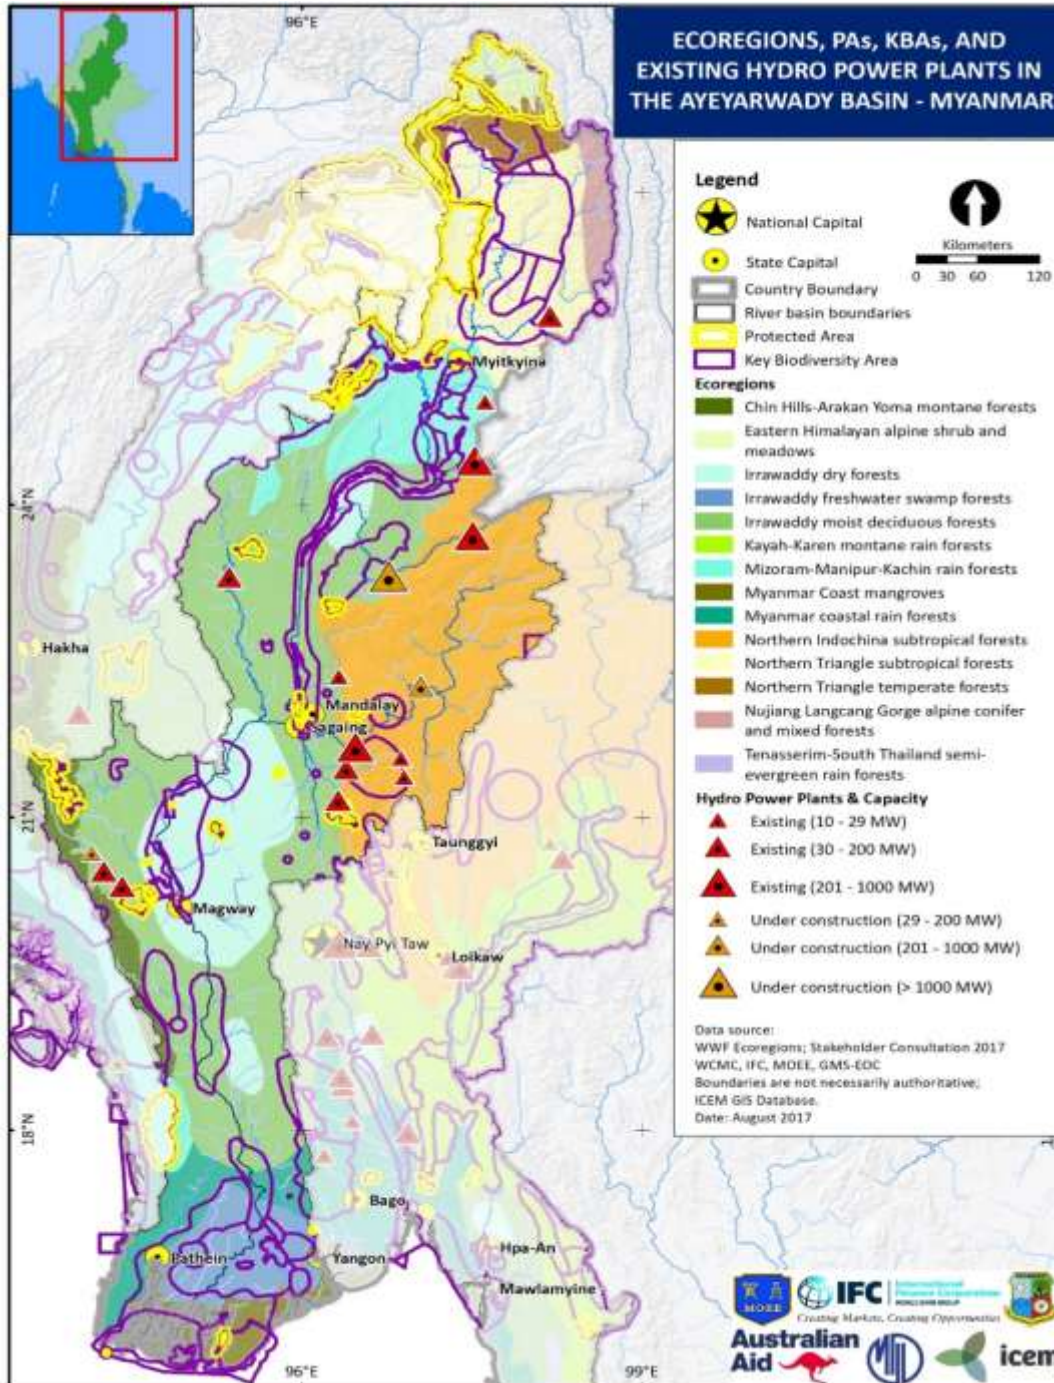 96°E
ECOREGIONS, PAs, KBAs, AND
EXISTING HYDRO POWER PLANTS IN
THE AYEYARWADY BASIN - MYANMAR
Legend
National Capital
State Capital
Kilometers
0 30 60 120
Country Boundary
River basin boundaries
Protected Area
Key Biodiversity Area
Ecoregions
Chin Hills-Arakan Yoma montane forests
Eastern Himalayan alpine shrub and
meadows
Irrawaddy dry forests
Irrawaddy freshwater swamp forests
Irrawaddy moist deciduous forests
Kayah-Karen montane rain forests
Mizoram-Manipur-Kachin rain forests
Myanmar Coast mangroves
Myanmar coastal rain forests
Northern Indochina subtropical forests
Northern Triangle subtropical forests
Northern Triangle temperate forests
Nujiang Langcang Gorge alpine conifer
and mixed forests
Tenasserim-South Thailand semi-
evergreen rain forests
Hydro Power Plants & Capacity
Existing (10 - 29 MW)
Existing (30 - 200 MW)
Existing (201 - 1000 MW)
Under construction (29 - 200 MW)
Under construction (201 - 1000 MW)
Under construction (> 1000 MW)
Data source:
WWF Ecoregions; Stakeholder Consultation 2017
WCMC, IFC, MOEE, GMS-EOC
Boundaries are not necessarily authoritative;
ICEM GIS Database.
Date: August 2017
Myitkyina
24°N
Hakha
Mandalay
Sagaing
21°N
Taunggyi
Magway
Nay Pyi Taw
Loikaw
18°N
Bago
Pathein
Yangon
Hpa-An
Mawlamyine
96°E
99°E
MOEE
IFC
International
Finance Corporation
WORLD BANK GROUP
Creating Markets, Creating Opportunities
Australian
Aid
icem